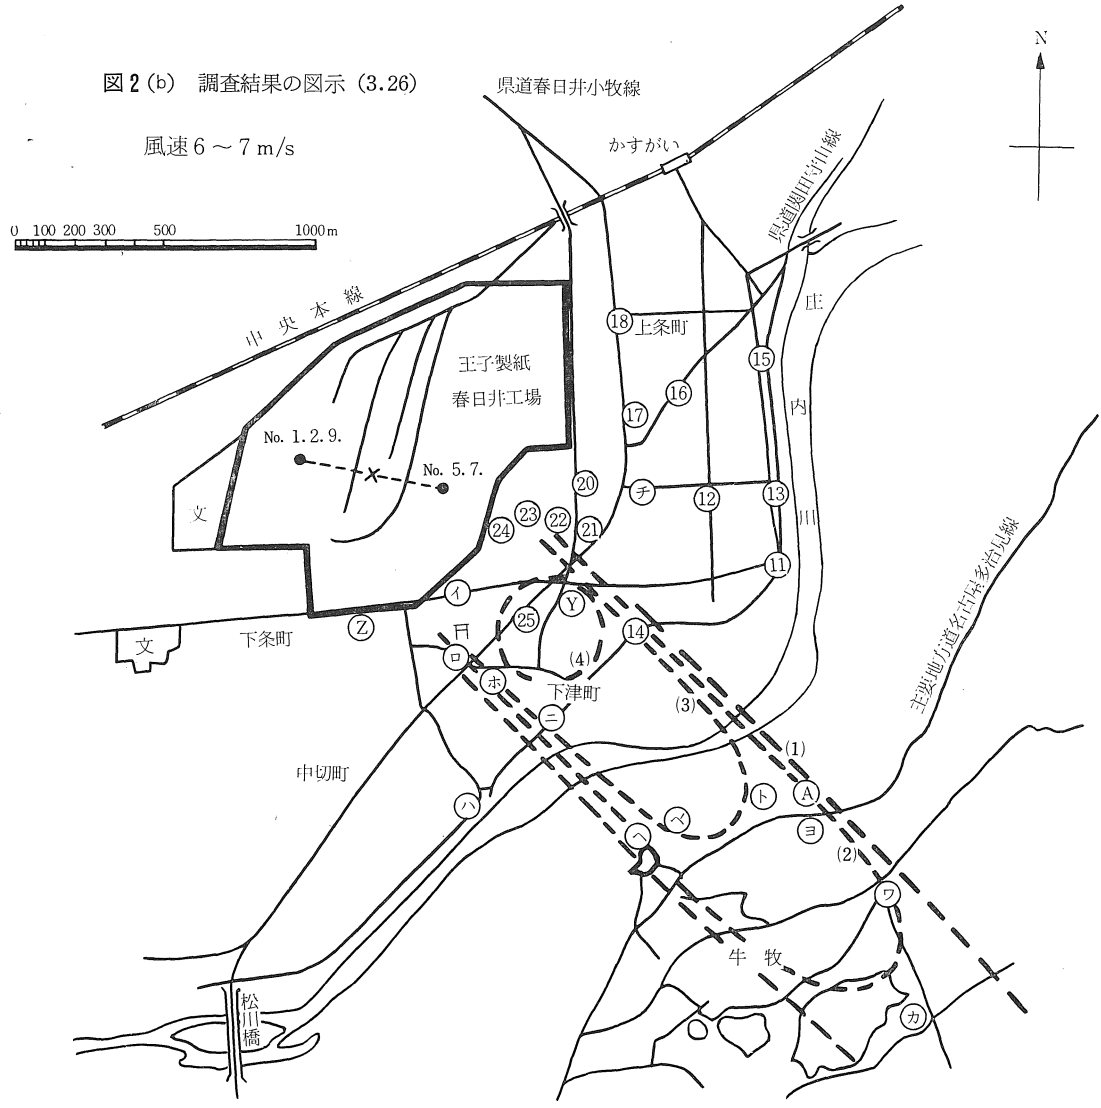 図2(b) 調査結果の図示 (3.26)
風速6〜7m/s
N
県道春日井小牧線
かすがい
県道関田守山線
0 100 200 300 500 1000m
中央本線
庄内川
上条町
王子製紙
春日井工場
No. 1.2.9.
No. 5.7.
文
⑱
⑮
⑯
⑰
⑳
チ
⑫
⑬
㉔
㉓
㉒
㉑
⑪
イ
Y
㉕
⑭
Z
下条町
文
ロ
ホ
(4)
下津町
(3)
ニ
主要地方道名古屋多治見線
(1)
中切町
ハ
ト
A
ペ
ヨ
ヘ
(2)
ワ
牛牧
カ
松川橋